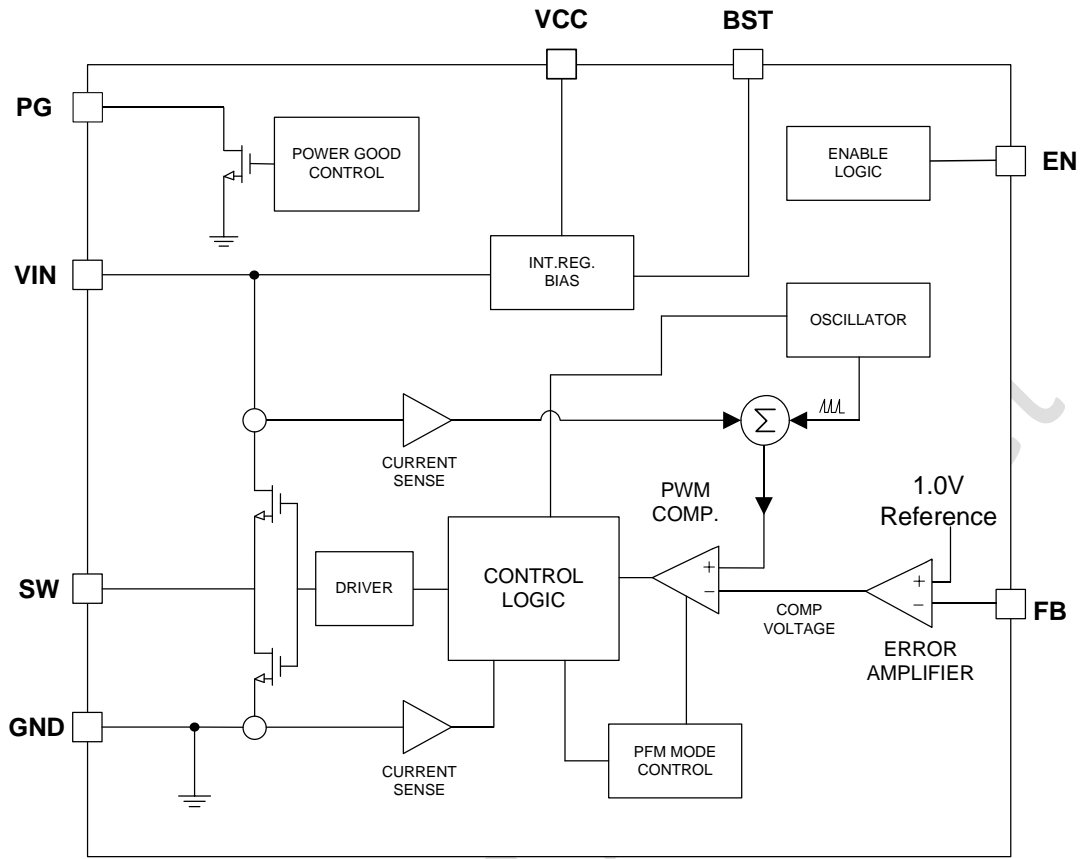 VCC
BST
PG
POWER GOOD
CONTROL
ENABLE
LOGIC
EN
VIN
INT.REG.
BIAS
OSCILLATOR
Σ
CURRENT
SENSE
PWM
COMP.
1.0V
Reference
SW
DRIVER
CONTROL
LOGIC
+
−
COMP
VOLTAGE
+
−
FB
ERROR
AMPLIFIER
GND
CURRENT
SENSE
PFM MODE
CONTROL